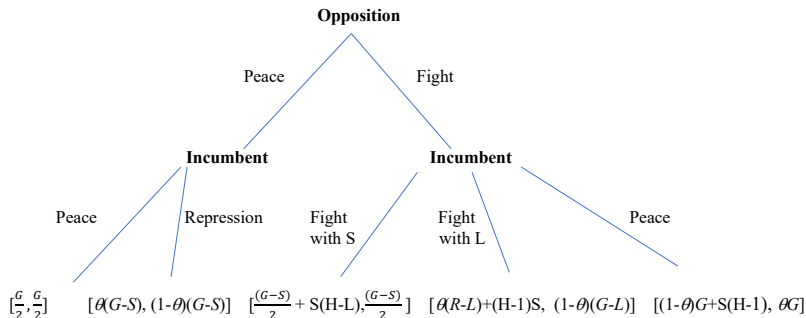 Opposition
Peace Fight
Incumbent Incumbent
Peace Repression Fight with S Fight with L Peace
[G/2, G/2] [θ(G-S), (1-θ)(G-S)] [(G-S)/2 + S(H-L), (G-S)/2] [θ(R-L)+(H-1)S, (1-θ)(G-L)] [(1-θ)G+S(H-1), θG]